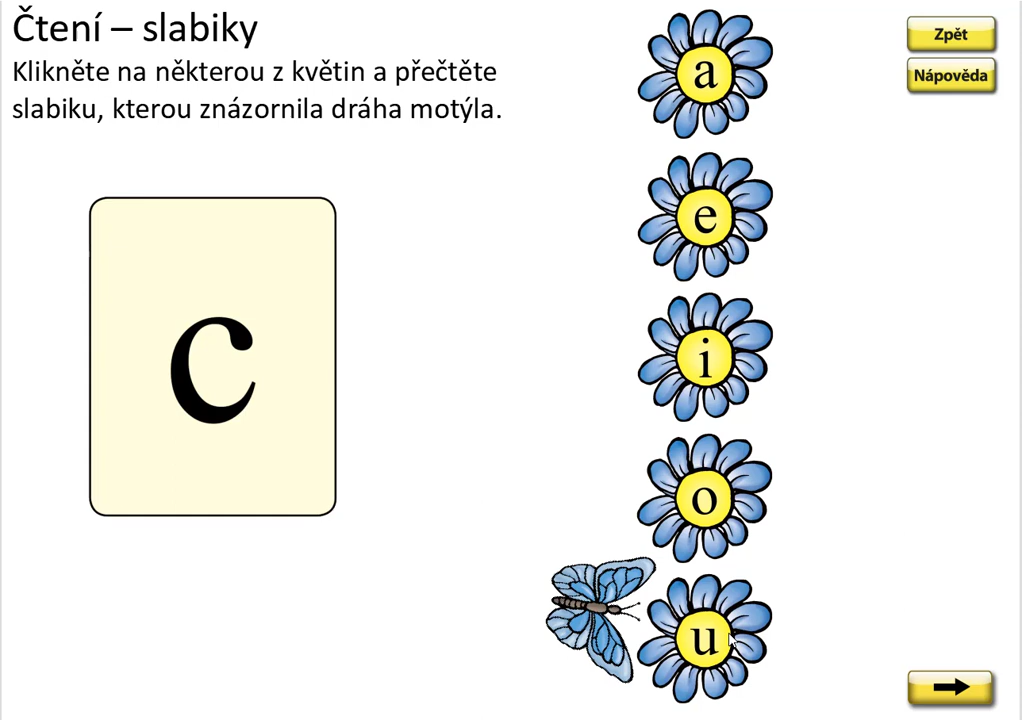 Čtení – slabiky
Klikněte na některou z květin a přečtěte
slabiku, kterou znázornila dráha motýla.
c
a
e
i
o
u
Zpět
Nápověda